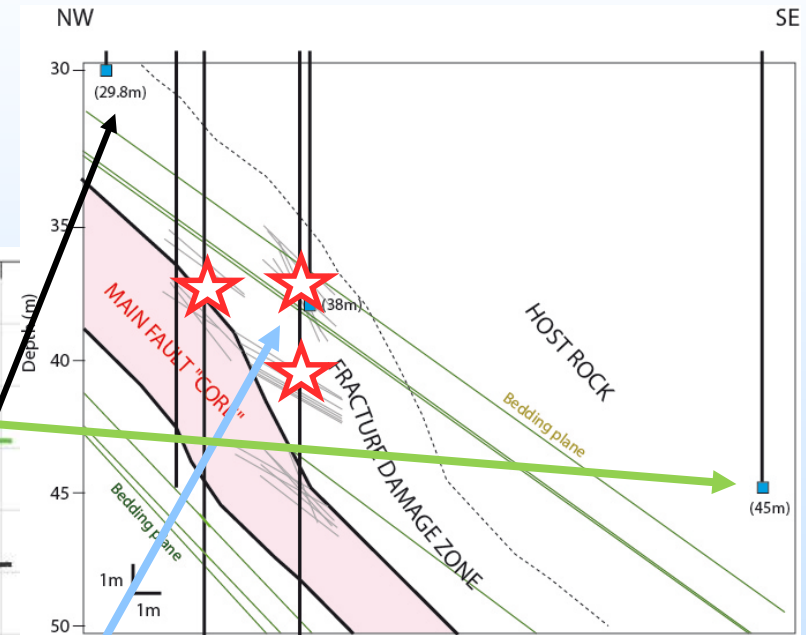 NW
SE
30
(29.8m)
35
(38m)
HOST ROCK
MAIN FAULT "CORE"
Depth (m)
40
FRACTURE DAMAGE ZONE
Bedding plane
45
(45m)
Bedding plane
1m
1m
50